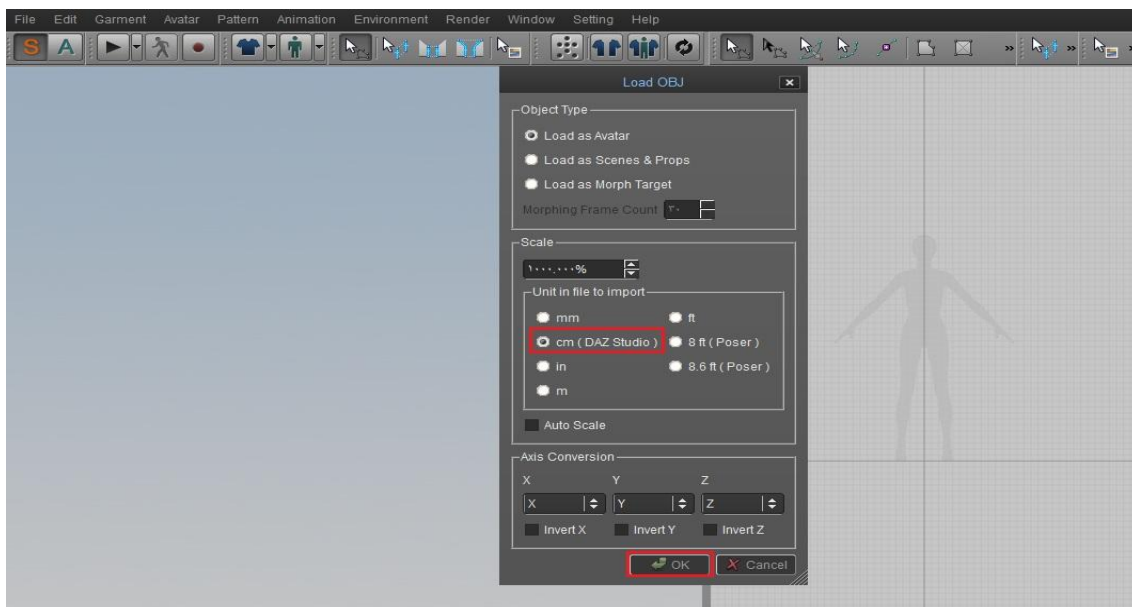 File Edit Garment Avatar Pattern Animation Environment Render Window Setting Help
S A » »
Load OBJ
Object Type
Load as Avatar
Load as Scenes & Props
Load as Morph Target
Morphing Frame Count ٣٠
Scale
١٠٠٠.٠٠٠%
Unit in file to import
mm ft
cm ( DAZ Studio ) 8 ft ( Poser )
in 8.6 ft ( Poser )
m
Auto Scale
Axis Conversion
X Y Z
X Y Z
Invert X Invert Y Invert Z
OK Cancel